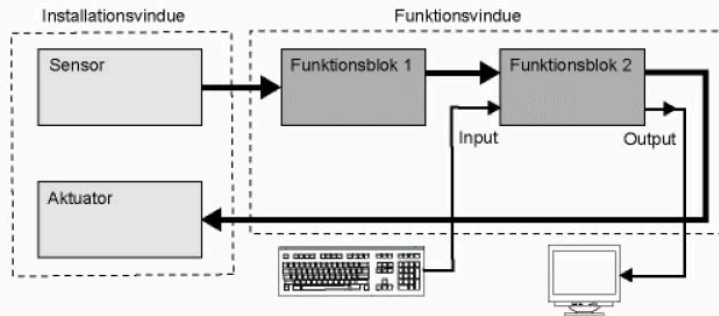 Installationsvindue
Funktionsvindue
Sensor
Funktionsblok 1
Funktionsblok 2
Input
Output
Aktuator